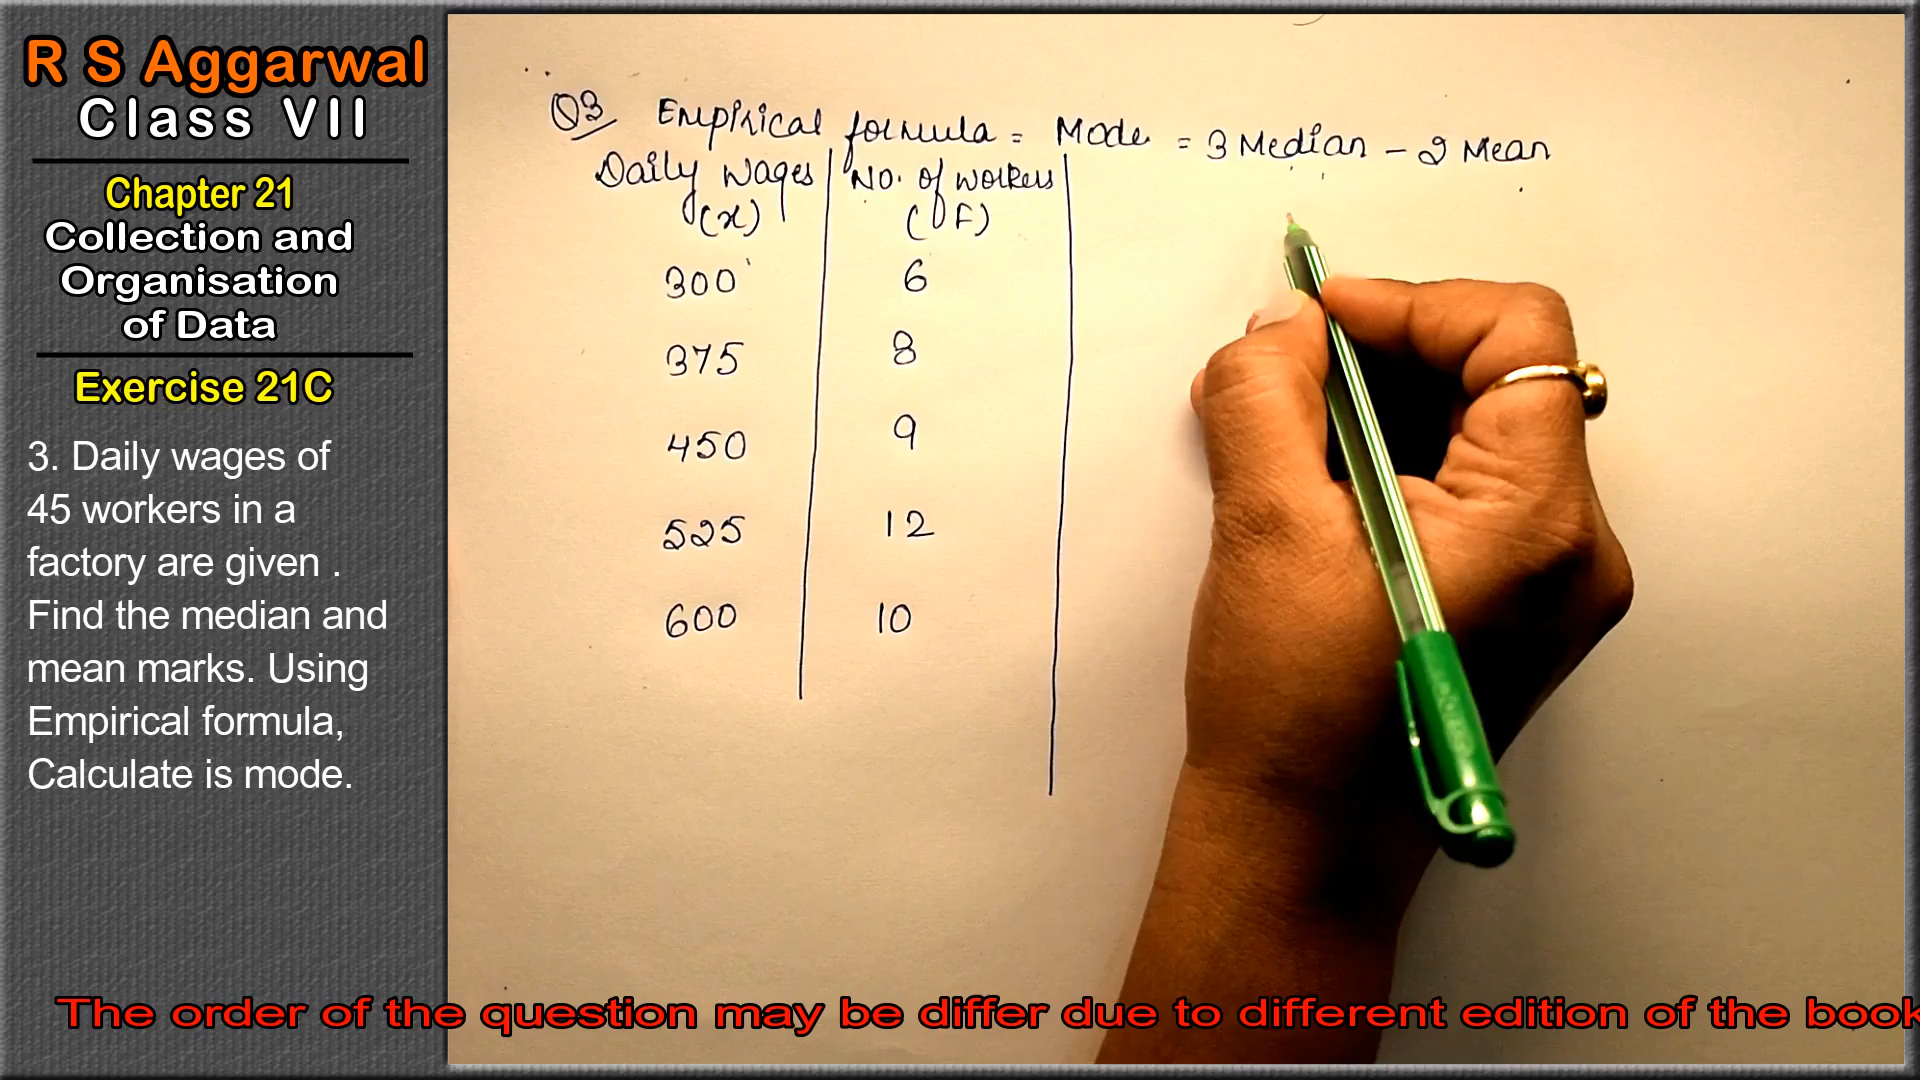 R S Aggarwal
Class VII
Chapter 21
Collection and
Organisation
of Data
Exercise 21C
3. Daily wages of
45 workers in a
factory are given .
Find the median and
mean marks. Using
Empirical formula,
Calculate is mode.
Q3 Empirical formula = Mode = 3 Median - 2 Mean
Daily wages No. of workers
(x) (F)
300 6
375 8
450 9
525 12
600 10
The order of the question may be differ due to different edition of the book